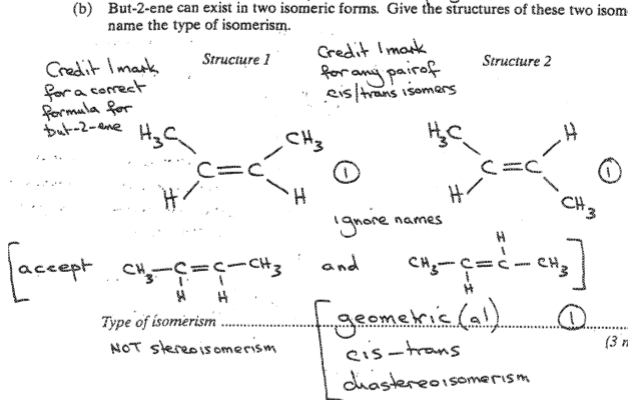 (b) But-2-ene can exist in two isomeric forms. Give the structures of these two isom
name the type of isomerism.
Structure 1
Structure 2
Credit 1 mark
for a correct
formula for
but-2-ene
Credit 1 mark
for any pair of
cis/trans isomers
H₃C CH₃
C=C
H H
①
H₃C H
C=C
H CH₃
①
ignore names
[accept CH₃-C=C-CH₃
H H
and
H
CH₃-C=C-CH₃]
H
Type of isomerism ........ [geometric (al) ①
NOT stereoisomerism
cis-trans
diastereoisomerism
(3 m